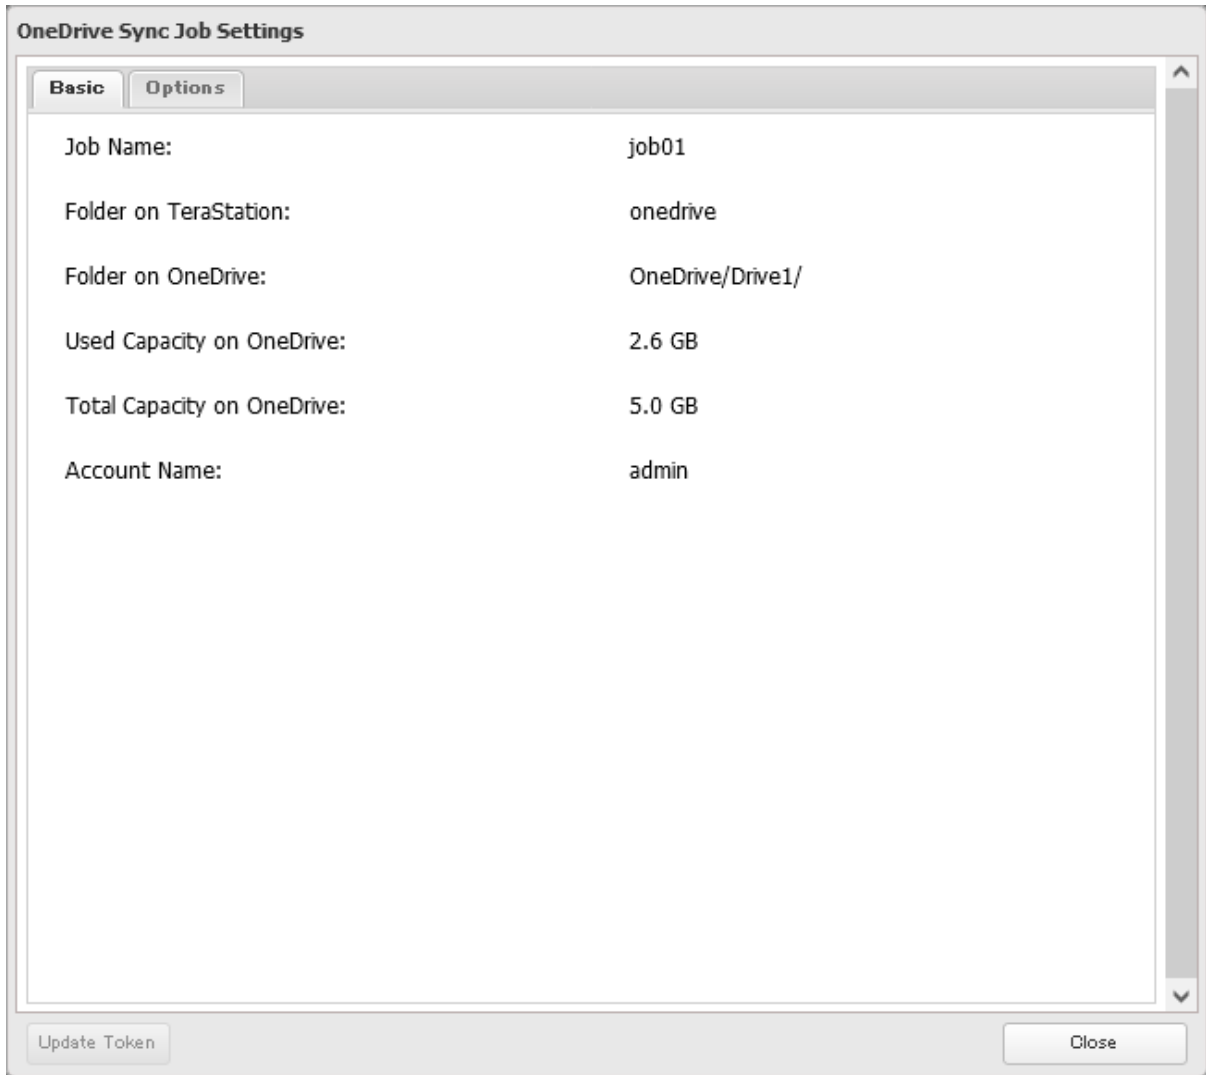 OneDrive Sync Job Settings
Basic Options
Job Name: job01
Folder on TeraStation: onedrive
Folder on OneDrive: OneDrive/Drive1/
Used Capacity on OneDrive: 2.6 GB
Total Capacity on OneDrive: 5.0 GB
Account Name: admin
Update Token Close